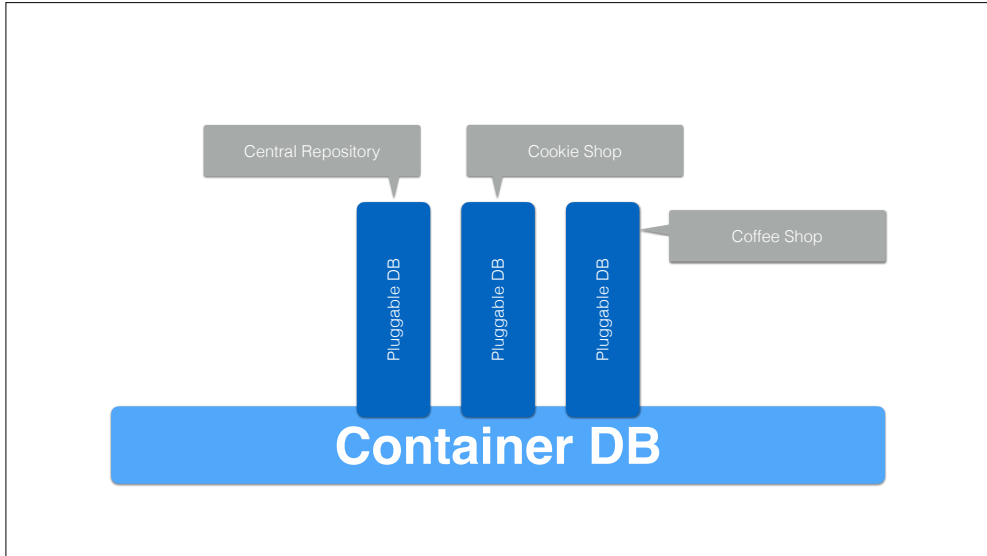 Central Repository
Cookie Shop
Coffee Shop
Pluggable DB
Pluggable DB
Pluggable DB
Container DB